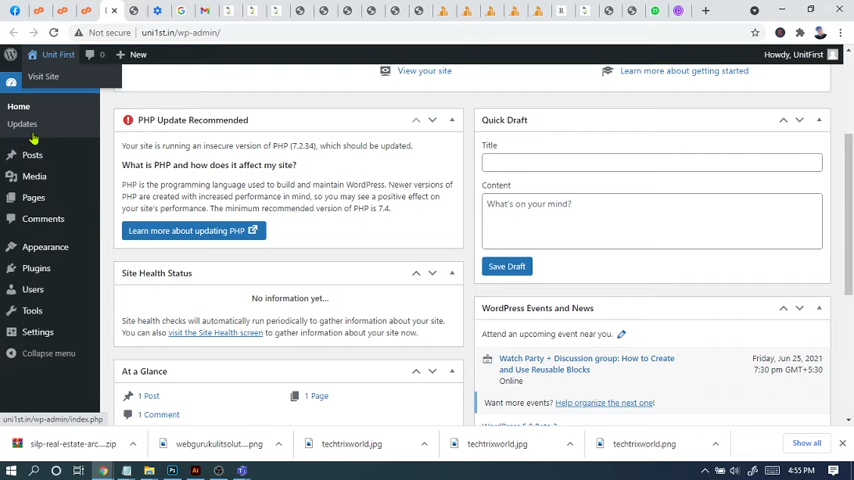 Not secure
uni1st.in/wp-admin/
Unit First
0
New
Howdy, UnitFirst
Visit Site
Home
Updates
Posts
Media
Pages
Comments
Appearance
Plugins
Users
Tools
Settings
Collapse menu
View your site
Learn more about getting started
PHP Update Recommended
Your site is running an insecure version of PHP (7.2.34), which should be updated.
What is PHP and how does it affect my site?
PHP is the programming language used to build and maintain WordPress. Newer versions of
PHP are created with increased performance in mind, so you may see a positive effect on
your site's performance. The minimum recommended version of PHP is 7.4.
Learn more about updating PHP
Site Health Status
No information yet...
Site health checks will automatically run periodically to gather information about your site.
You can also visit the Site Health screen to gather information about your site now.
At a Glance
1 Post
1 Page
1 Comment
Quick Draft
Title
Content
What's on your mind?
Save Draft
WordPress Events and News
Attend an upcoming event near you.
Watch Party + Discussion group: How to Create
and Use Reusable Blocks
Online
Friday, Jun 25, 2021
7:30 pm GMT+5:30
Want more events? Help organize the next one!
uni1st.in/wp-admin/index.php
silp-real-estate-arc....zip
webgurukulitsolut....png
techtrixworld.jpg
techtrixworld.jpg
techtrixworld.png
Show all
4:55 PM